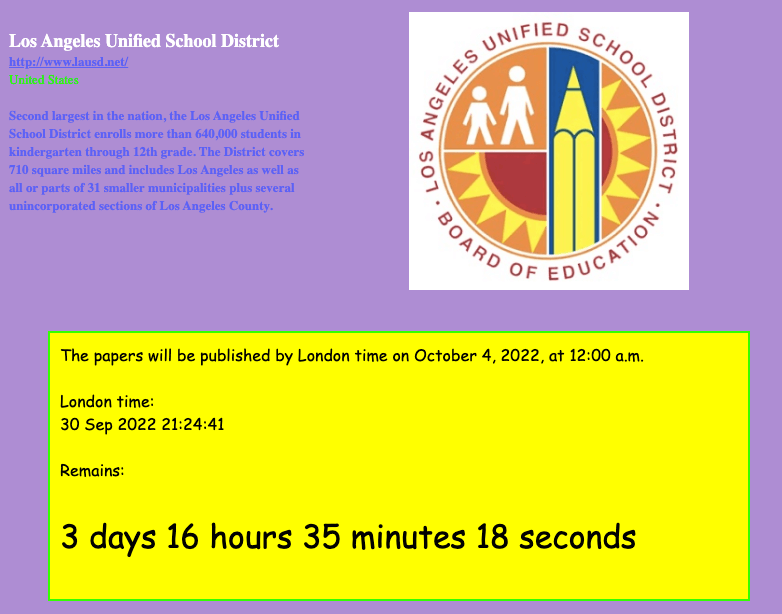 Los Angeles Unified School District
http://www.lausd.net/
United States
Second largest in the nation, the Los Angeles Unified
School District enrolls more than 640,000 students in
kindergarten through 12th grade. The District covers
710 square miles and includes Los Angeles as well as
all or parts of 31 smaller municipalities plus several
unincorporated sections of Los Angeles County.
LOS ANGELES UNIFIED SCHOOL DISTRICT
• BOARD OF EDUCATION •
The papers will be published by London time on October 4, 2022, at 12:00 a.m.
London time:
30 Sep 2022 21:24:41
Remains:
3 days 16 hours 35 minutes 18 seconds